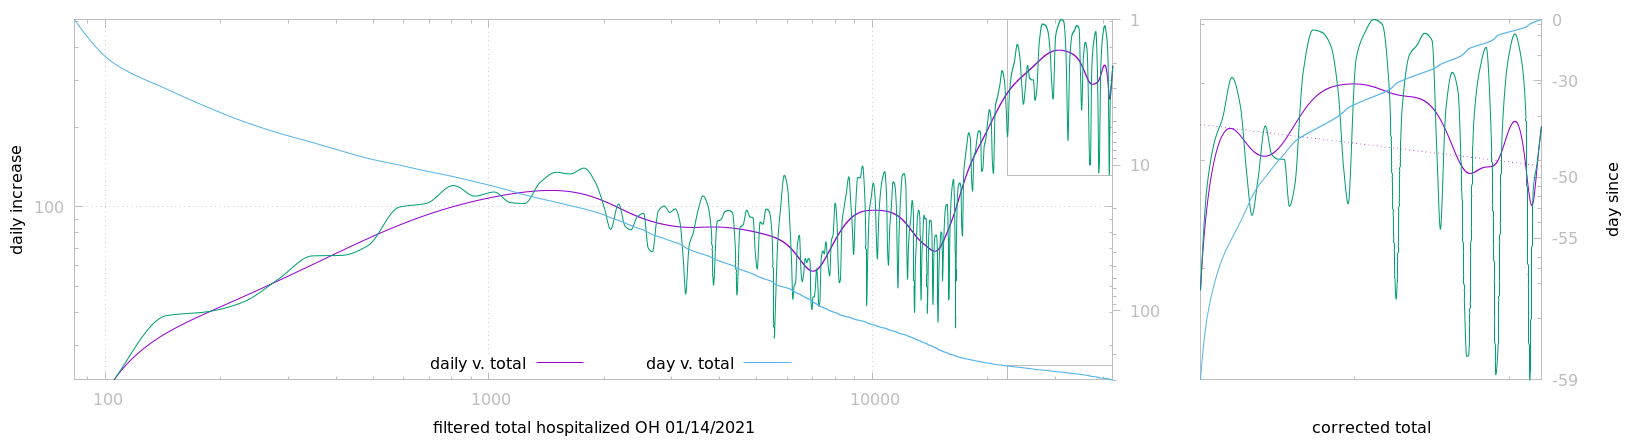 daily increase
100
daily v. total
day v. total
100
1000
10000
filtered total hospitalized OH 01/14/2021
1
10
100
0
-30
-50
-55
-59
day since
corrected total